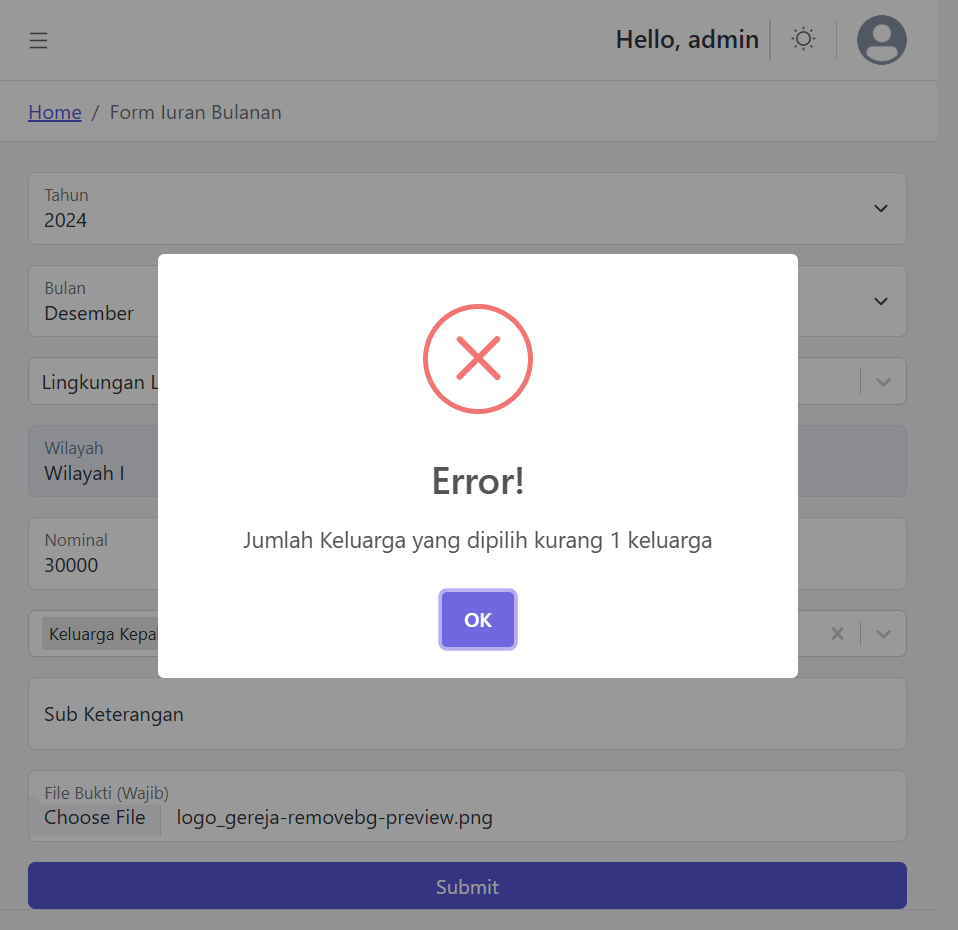 Hello, admin
Home / Form Iuran Bulanan
Tahun
2024
Bulan
Desember
Lingkungan
Wilayah
Wilayah I
Nominal
30000
Keluarga
Error!
Jumlah Keluarga yang dipilih kurang 1 keluarga
OK
Sub Keterangan
File Bukti (Wajib)
Choose File logo_gereja-removebg-preview.png
Submit